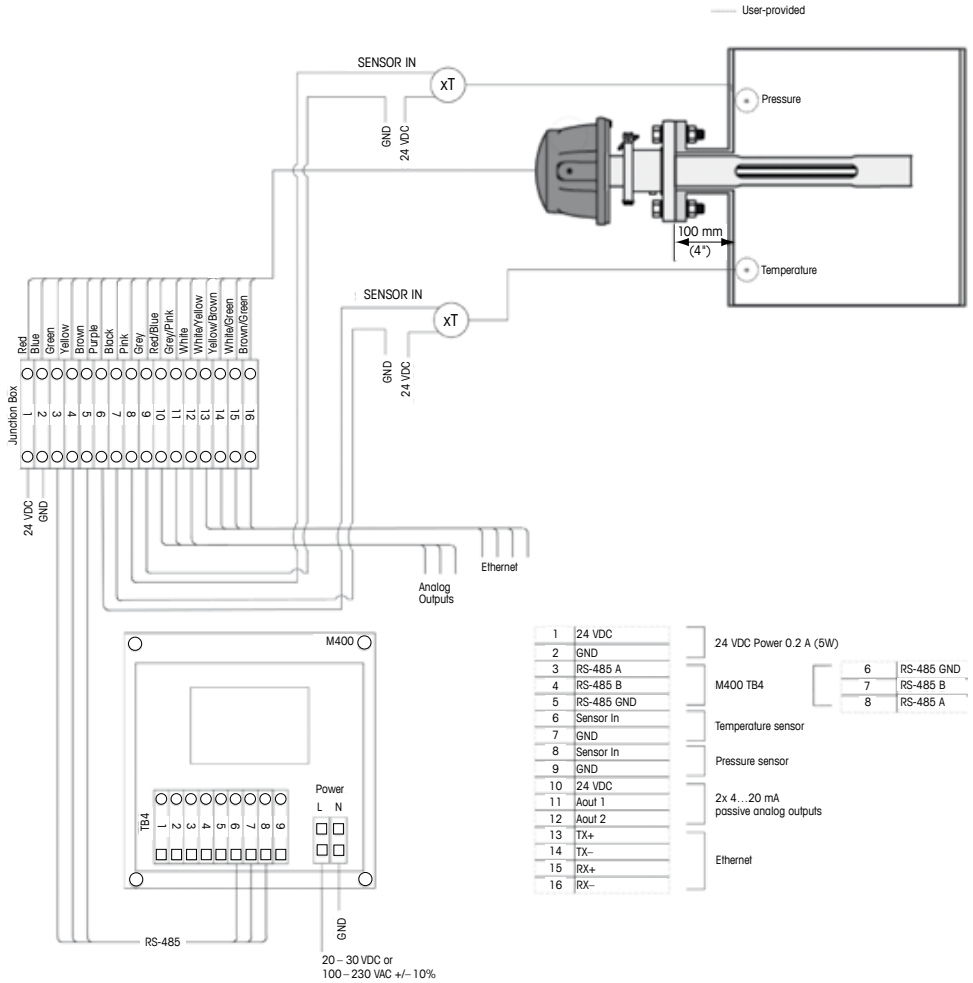 User-provided
SENSOR IN
xT
GND
24 VDC
Pressure
100 mm
(4")
Temperature
SENSOR IN
xT
GND
24 VDC
Red
Blue
Green
Yellow
Brown
Purple
Black
Pink
Grey
Red/Blue
Grey/Pink
White
White/Yellow
Yellow/Brown
White/Green
Brown/Green
Junction Box
1 2 3 4 5 6 7 8 9 10 11 12 13 14 15 16
24 VDC
GND
Analog
Outputs
Ethernet
M400
Power
L N
TB4
1 2 3 4 5 6 7 8 9
RS-485
GND
20 – 30 VDC or
100 – 230 VAC +/– 10%
1 24 VDC
2 GND
3 RS-485 A
4 RS-485 B
5 RS-485 GND
6 Sensor In
7 GND
8 Sensor In
9 GND
10 24 VDC
11 Aout 1
12 Aout 2
13 TX+
14 TX–
15 RX+
16 RX–
24 VDC Power 0.2 A (5W)
M400 TB4
6 RS-485 GND
7 RS-485 B
8 RS-485 A
Temperature sensor
Pressure sensor
2x 4…20 mA
passive analog outputs
Ethernet